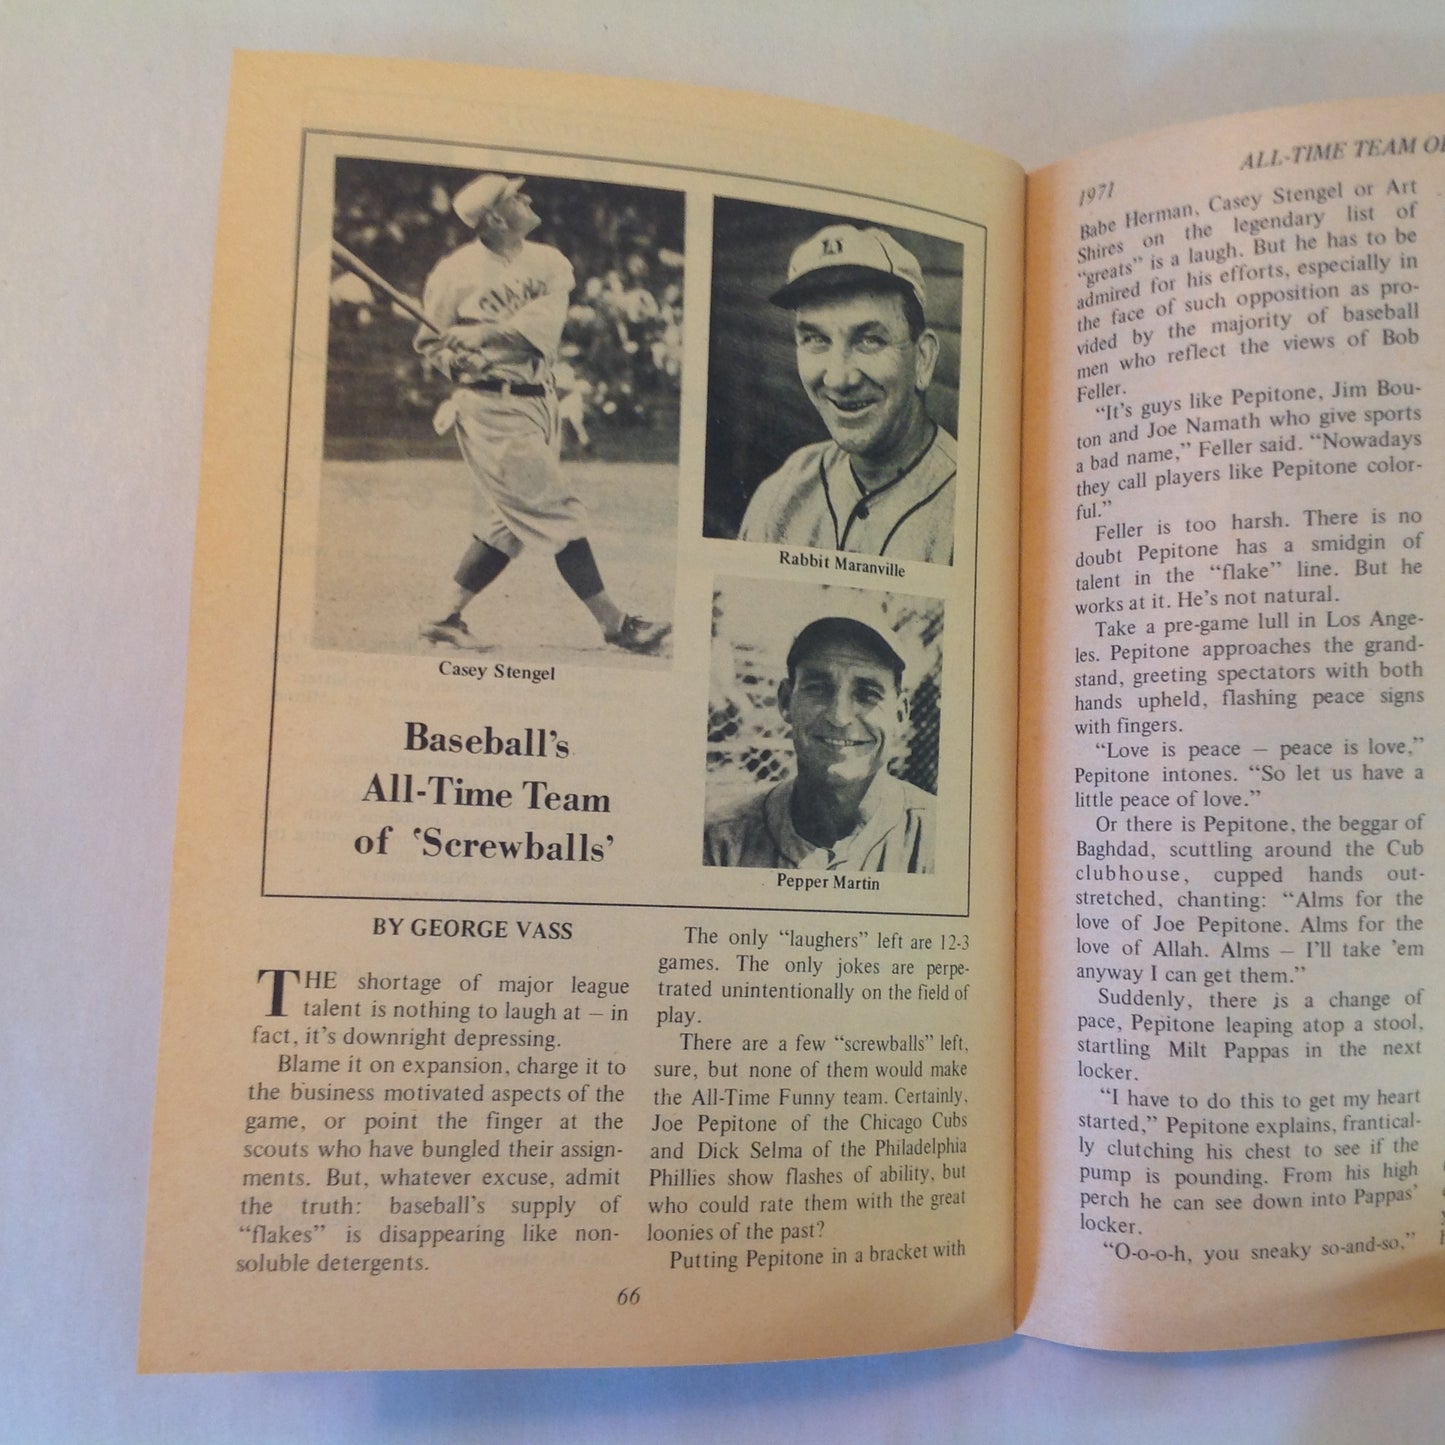 GIANTS
Casey Stengel
Rabbit Maranville
Pepper Martin
Baseball's
All-Time Team
of 'Screwballs'
BY GEORGE VASS
THE shortage of major league
talent is nothing to laugh at — in
fact, it's downright depressing.
Blame it on expansion, charge it to
the business motivated aspects of the
game, or point the finger at the
scouts who have bungled their assign-
ments. But, whatever excuse, admit
the truth: baseball's supply of
"flakes" is disappearing like non-
soluble detergents.
The only "laughers" left are 12-3
games. The only jokes are perpe-
trated unintentionally on the field of
play.
There are a few "screwballs" left,
sure, but none of them would make
the All-Time Funny team. Certainly,
Joe Pepitone of the Chicago Cubs
and Dick Selma of the Philadelphia
Phillies show flashes of ability, but
who could rate them with the great
loonies of the past?
Putting Pepitone in a bracket with
66
1971
ALL-TIME TEAM
Babe Herman, Casey Stengel or Art
Shires on the legendary list of
"greats" is a laugh. But he has to be
admired for his efforts, especially in
the face of such opposition as pro-
vided by the majority of baseball
men who reflect the views of Bob
Feller.
"It's guys like Pepitone, Jim Bou-
ton and Joe Namath who give sports
a bad name," Feller said. "Nowadays
they call players like Pepitone color-
ful."
Feller is too harsh. There is no
doubt Pepitone has a smidgin of
talent in the "flake" line. But he
works at it. He's not natural.
Take a pre-game lull in Los Ange-
les. Pepitone approaches the grand-
stand, greeting spectators with both
hands upheld, flashing peace signs
with fingers.
"Love is peace — peace is love,"
Pepitone intones. "So let us have a
little peace of love."
Or there is Pepitone, the beggar of
Baghdad, scuttling around the Cub
clubhouse, cupped hands out-
stretched, chanting: "Alms for the
love of Joe Pepitone. Alms for the
love of Allah. Alms — I'll take 'em
anyway I can get them."
Suddenly, there is a change of
pace, Pepitone leaping atop a stool,
startling Milt Pappas in the next
locker.
"I have to do this to get my heart
started," Pepitone explains, frantical-
ly clutching his chest to see if the
pump is pounding. From his high
perch he can see down into Pappas'
locker.
"O-o-o-h, you sneaky so-and-so,"